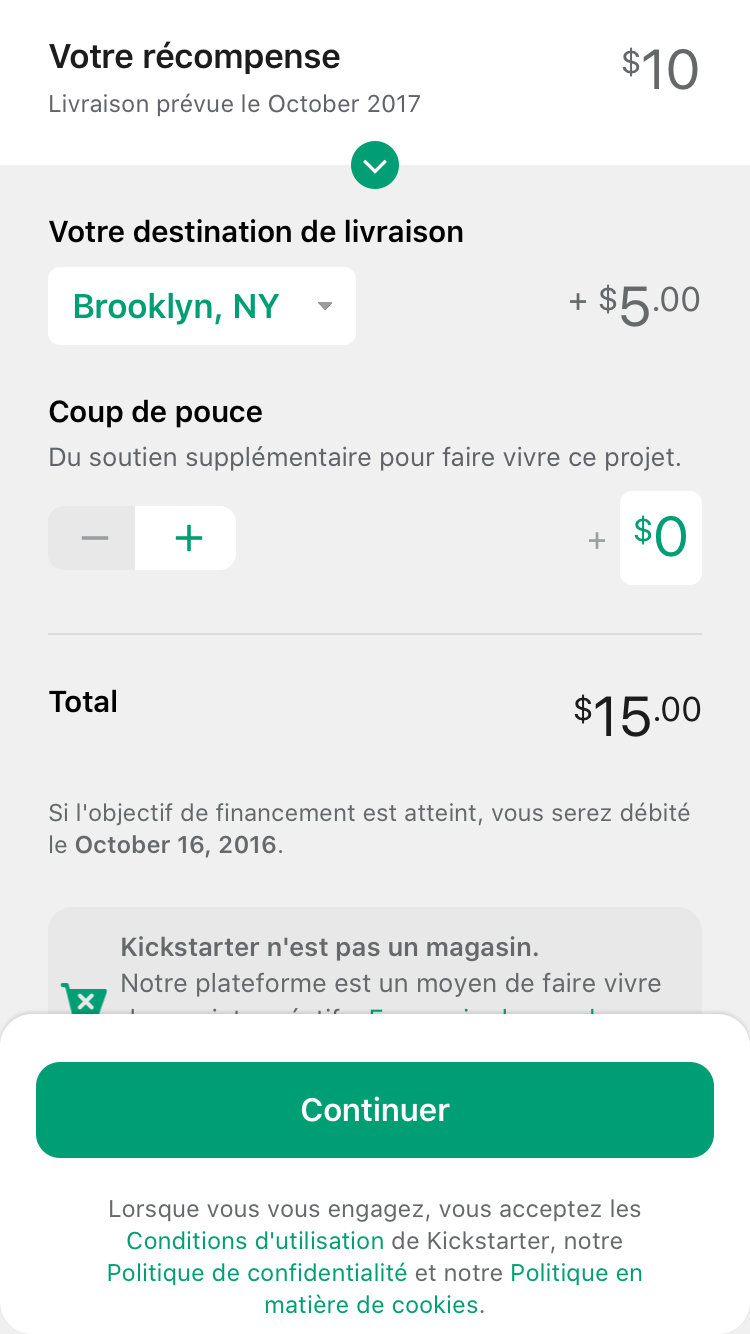 Votre récompense
$10
Livraison prévue le October 2017
Votre destination de livraison
Brooklyn, NY
+ $5.00
Coup de pouce
Du soutien supplémentaire pour faire vivre ce projet.
− +
+ $0
Total
$15.00
Si l'objectif de financement est atteint, vous serez débité
le October 16, 2016.
Kickstarter n'est pas un magasin.
Notre plateforme est un moyen de faire vivre
Continuer
Lorsque vous vous engagez, vous acceptez les
Conditions d'utilisation de Kickstarter, notre
Politique de confidentialité et notre Politique en
matière de cookies.